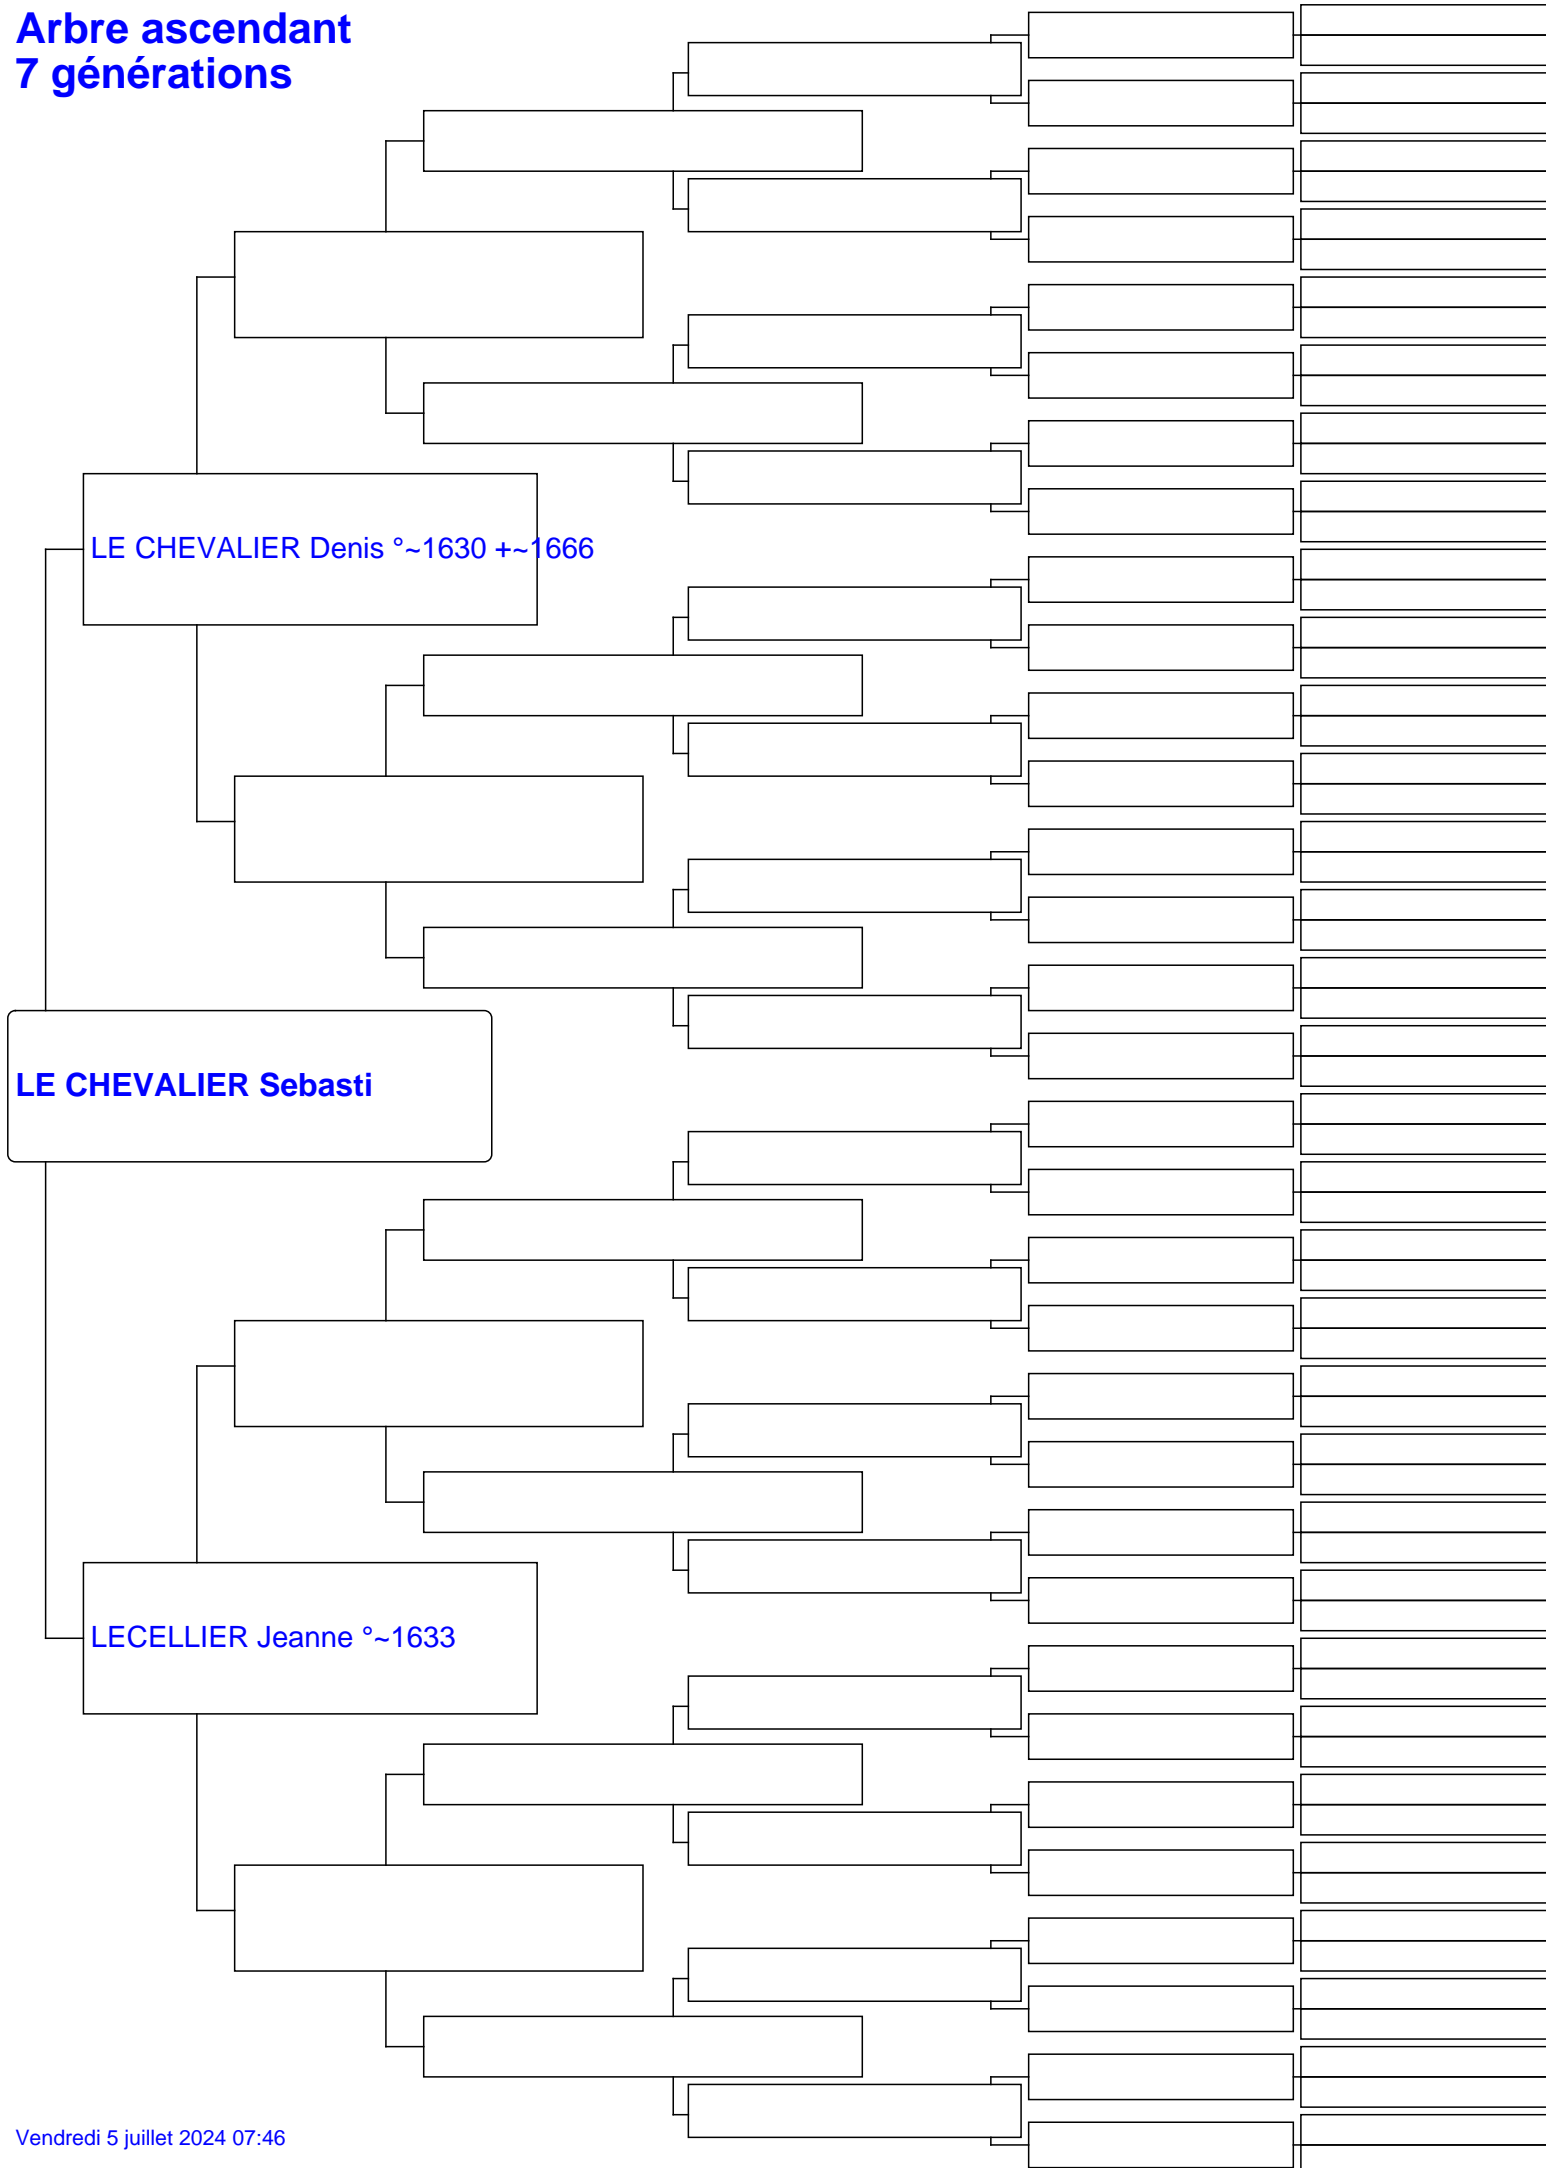 Arbre ascendant
7 générations
LE CHEVALIER Denis °~1630 +~1666
LE CHEVALIER Sebasti
LECELLIER Jeanne °~1633
Vendredi 5 juillet 2024 07:46